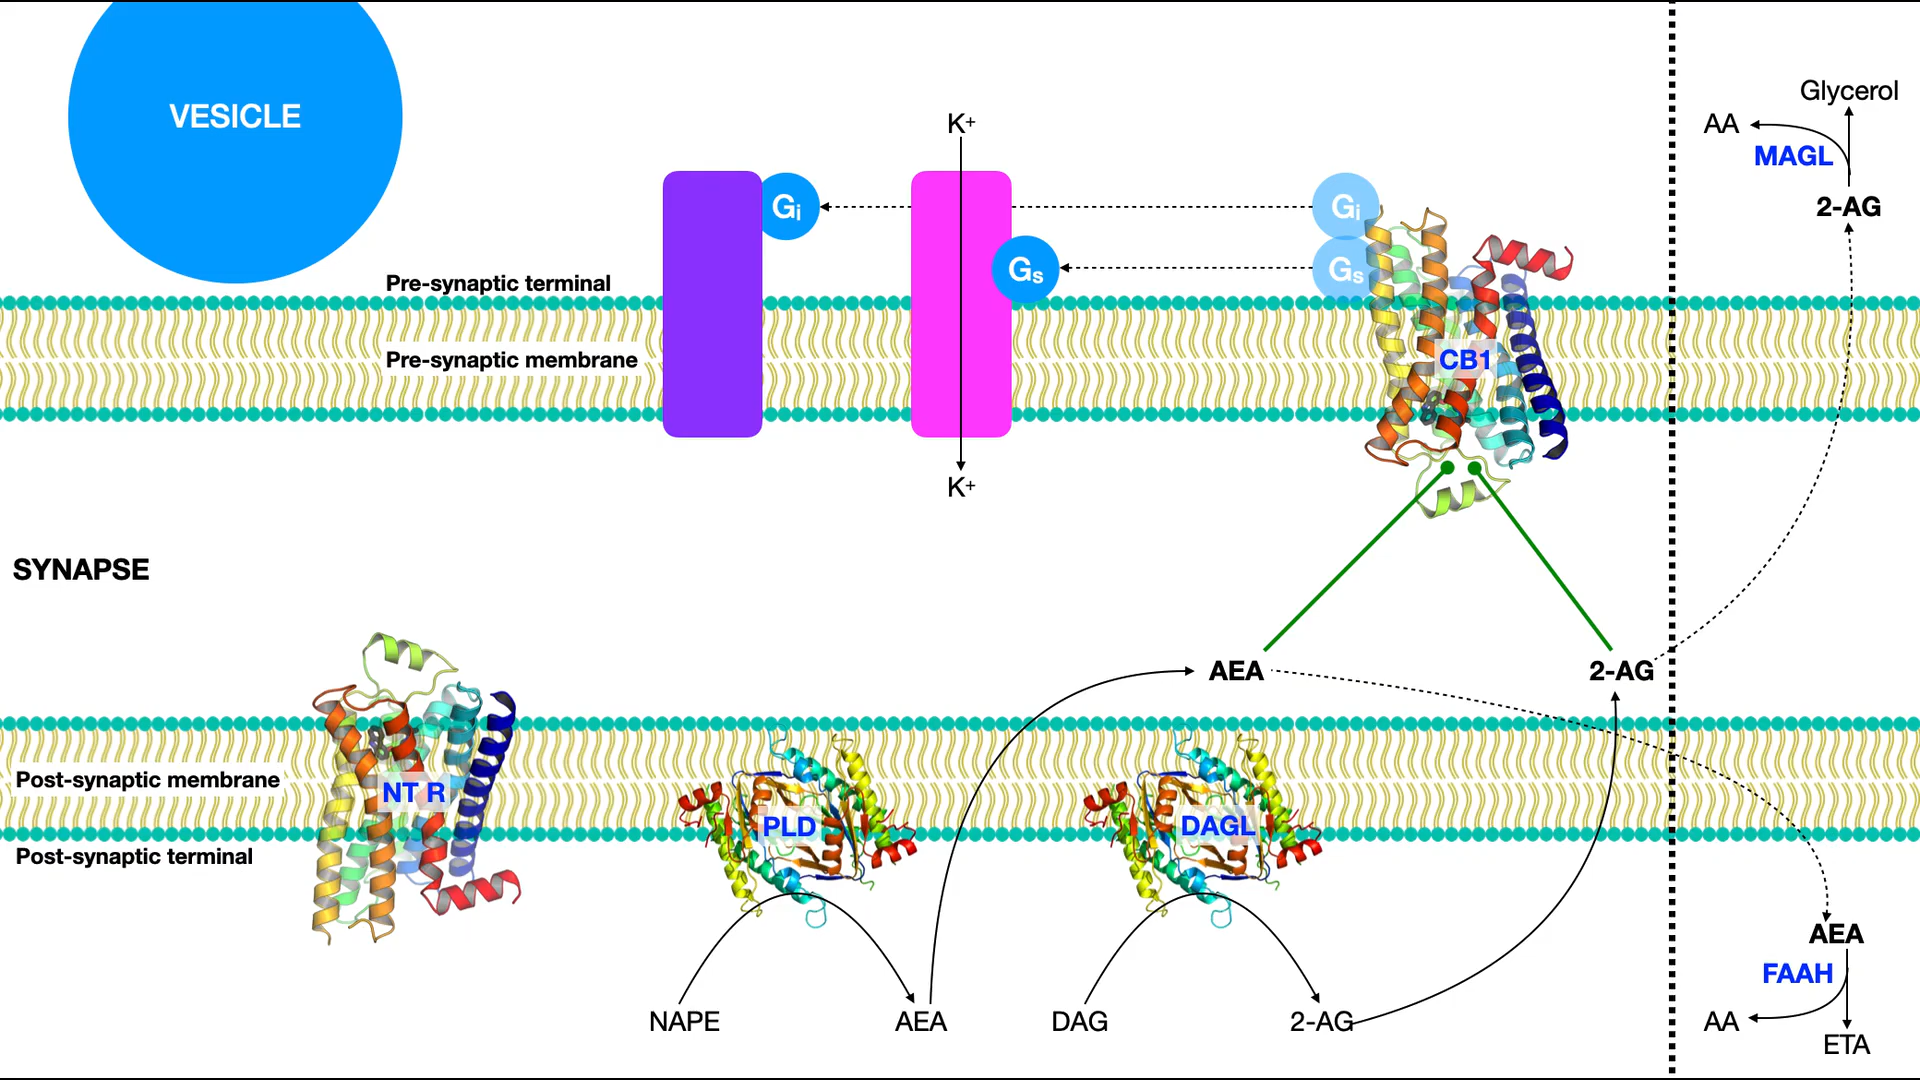 VESICLE
K+
Glycerol
AA
MAGL
2-AG
Gi
Gi
Gs
Gs
Pre-synaptic terminal
Pre-synaptic membrane
CB1
K+
SYNAPSE
AEA
2-AG
Post-synaptic membrane
NT R
PLD
DAGL
Post-synaptic terminal
AEA
FAAH
NAPE
AEA
DAG
2-AG
AA
ETA